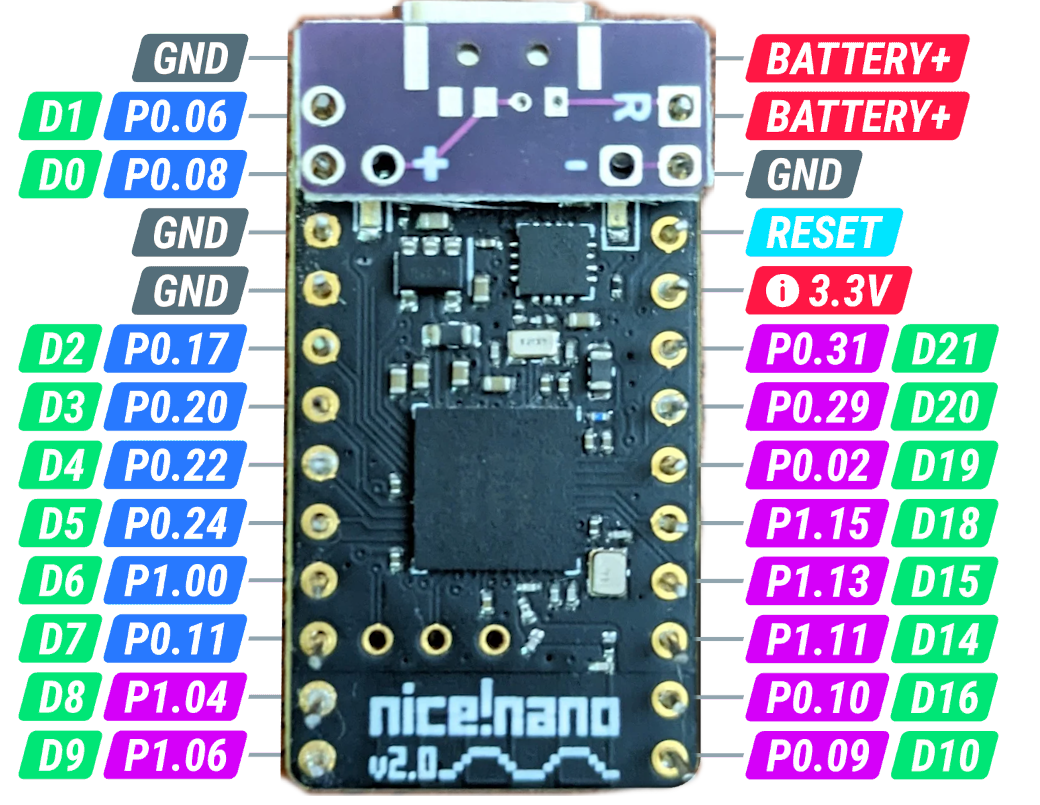 GND BATTERY+
D1 P0.06 R BATTERY+
D0 P0.08 + - GND
GND RESET
GND i 3.3V
D2 P0.17 P0.31 D21
D3 P0.20 P0.29 D20
D4 P0.22 P0.02 D19
D5 P0.24 P1.15 D18
D6 P1.00 P1.13 D15
D7 P0.11 P1.11 D14
D8 P1.04 nice!nano P0.10 D16
D9 P1.06 v2.0 P0.09 D10